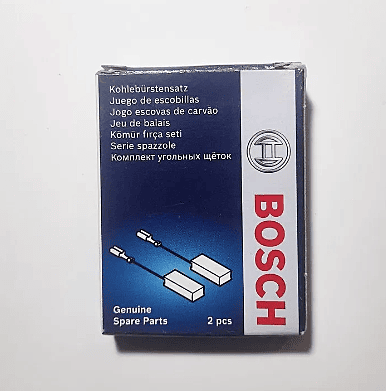 Kohlebürstensatz
Juego de escobillas
Jogo escovas de carvão
Jeu de balais
Kömür fırça seti
Serie spazzole
Комплект угольных щёток
BOSCH
Genuine
Spare Parts
2 pcs